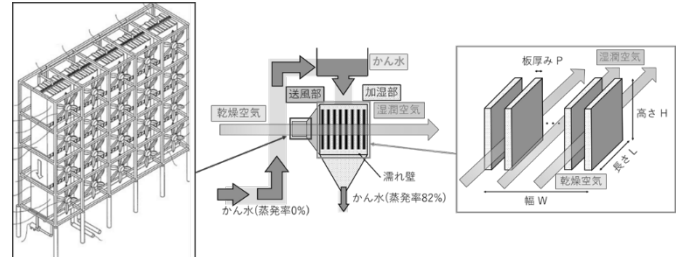 かん水
送風部
加湿部
乾燥空気
湿潤空気
濡れ壁
かん水(蒸発率0%)
かん水(蒸発率82%)
板厚み P
湿潤空気
高さ H
長さ L
乾燥空気
幅 W